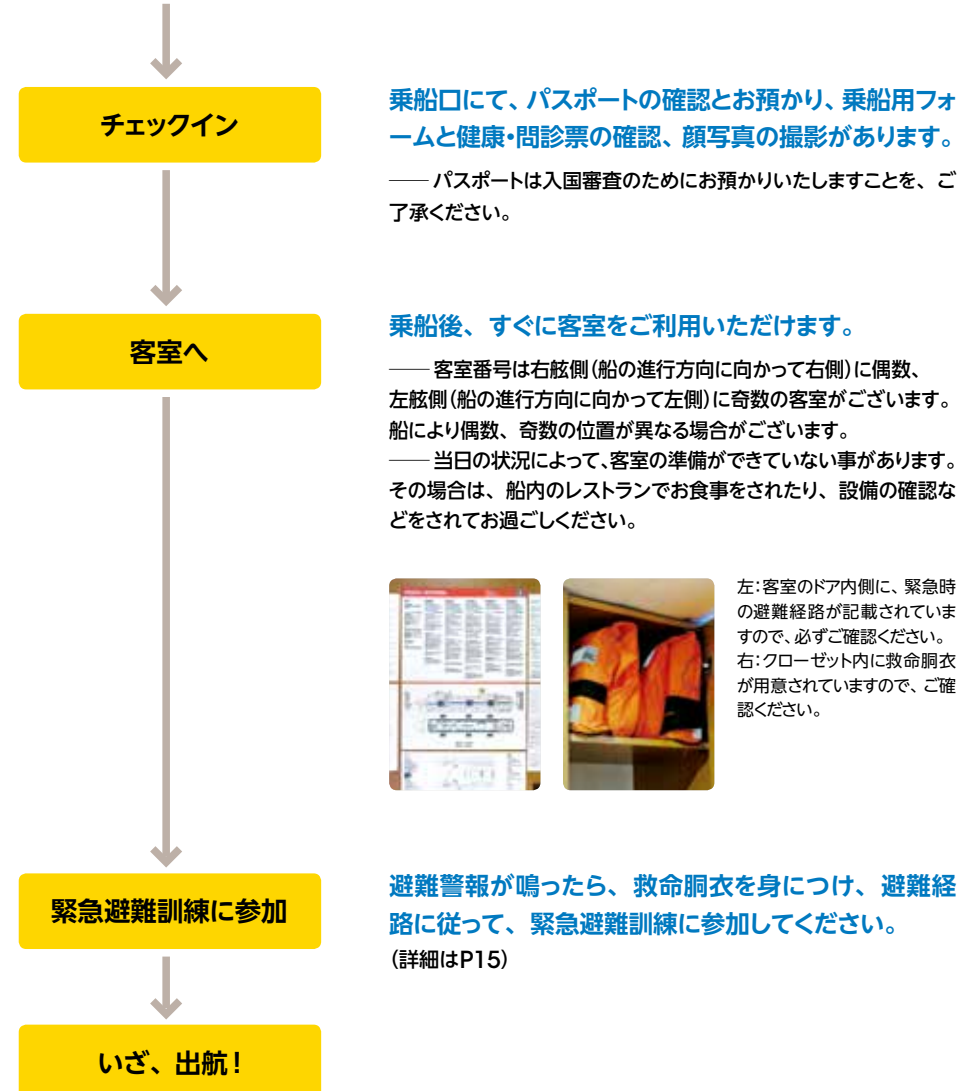 チェックイン
乗船口にて、パスポートの確認とお預かり、乗船用フォ
ームと健康・問診票の確認、顔写真の撮影があります。
── パスポートは入国審査のためにお預かりいたしますことを、ご
了承ください。
客室へ
乗船後、すぐに客室をご利用いただけます。
── 客室番号は右舷側（船の進行方向に向かって右側）に偶数、
左舷側（船の進行方向に向かって左側）に奇数の客室がございます。
船により偶数、奇数の位置が異なる場合がございます。
── 当日の状況によって、客室の準備ができていない事があります。
その場合は、船内のレストランでお食事をされたり、設備の確認な
どをされてお過ごしください。
左：客室のドア内側に、緊急時
の避難経路が記載されていま
すので、必ずご確認ください。
右：クローゼット内に救命胴衣
が用意されていますので、ご確
認ください。
緊急避難訓練に参加
避難警報が鳴ったら、救命胴衣を身につけ、避難経
路に従って、緊急避難訓練に参加してください。
（詳細はP15）
いざ、出航！